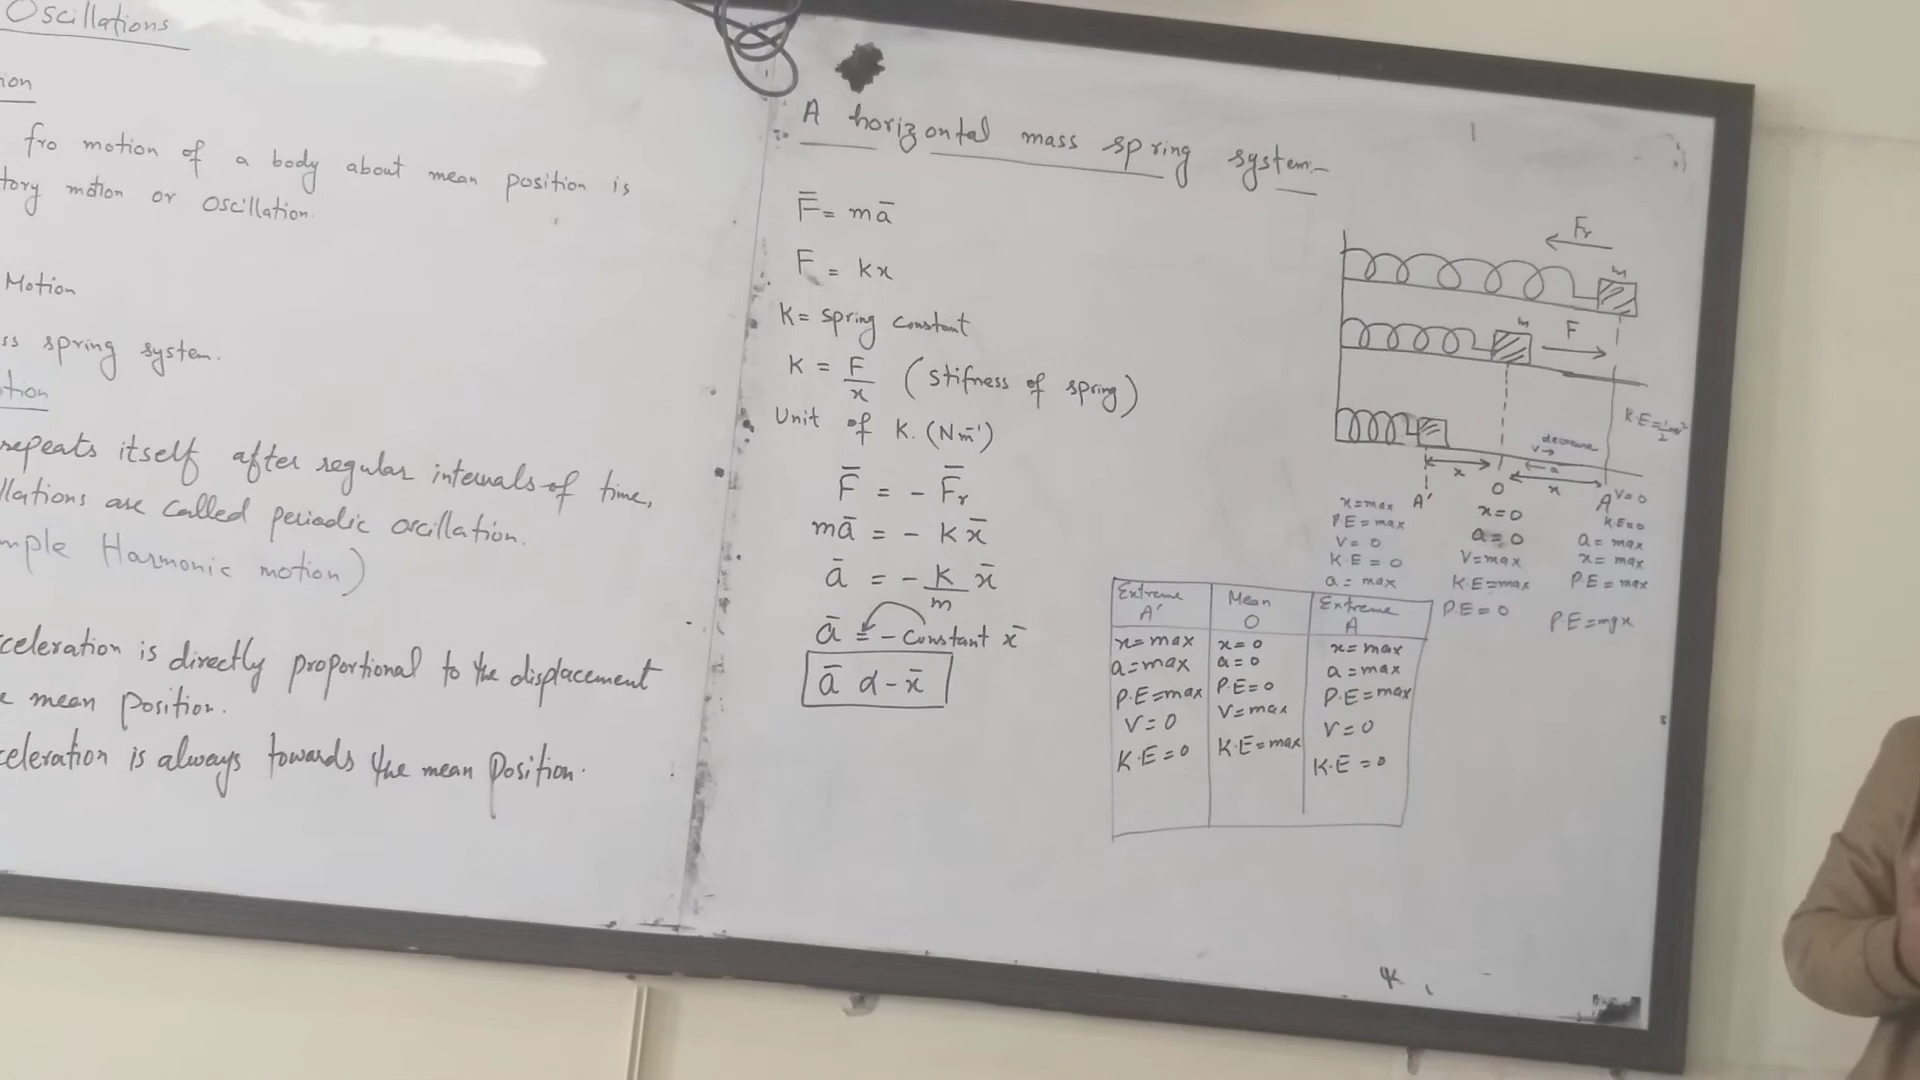 Oscillations
ion
fro motion of a body about mean position is
tory motion or oscillation.
Motion
ss spring system.
tion
repeats itself after regular intervals of time,
llations are called periodic oscillation.
mple Harmonic motion)
celeration is directly proportional to the displacement
e mean position.
celeration is always towards the mean position.
A horizontal mass spring system:-
F̄ = mā
F = Kx
K = spring constant
K = F/x (stifness of spring)
Unit of K. (Nm⁻¹)
F̄ = - F̄r
mā = - Kx̄
ā = - K/m x̄
ā = - constant x̄
ā α - x̄
Fr
m
m
F
K.E = 1/2 mv²
decrease
v→
a
x
x
A'
O
A
x = max
P.E = max
V = 0
K.E = 0
a = max
x = 0
a = 0
V = max
K.E = max
P.E = 0
V = 0
K.E = 0
a = max
x = max
P.E = max
P.E = mgx
Extreme A' Mean O Extreme A
x = max x = 0 x = max
a = max a = 0 a = max
P.E = max P.E = 0 P.E = max
V = 0 V = max V = 0
K.E = 0 K.E = max K.E = 0